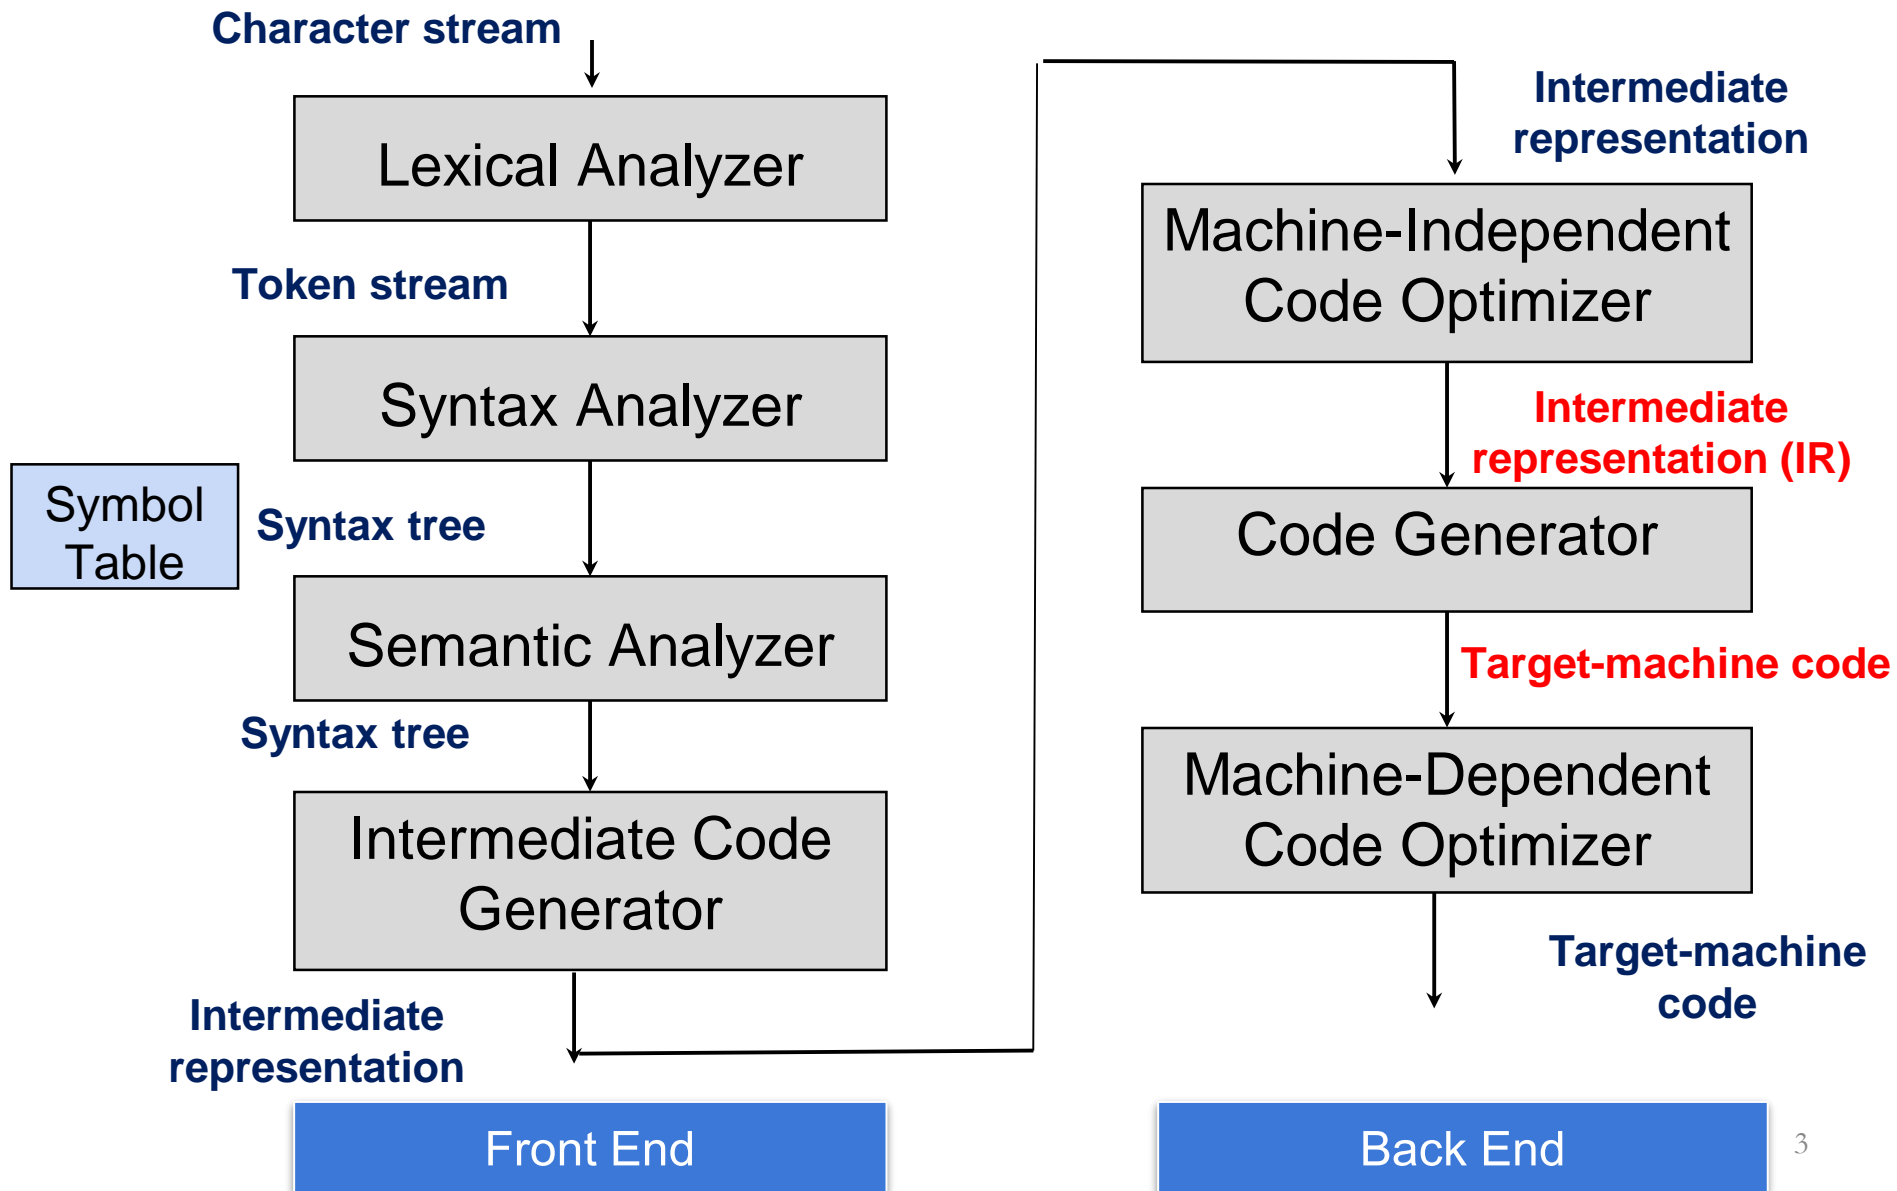 Character stream
Lexical Analyzer
Token stream
Syntax Analyzer
Symbol
Table
Syntax tree
Semantic Analyzer
Syntax tree
Intermediate Code
Generator
Intermediate
representation
Front End
Intermediate
representation
Machine-Independent
Code Optimizer
Intermediate
representation (IR)
Code Generator
Target-machine code
Machine-Dependent
Code Optimizer
Target-machine
code
Back End
3